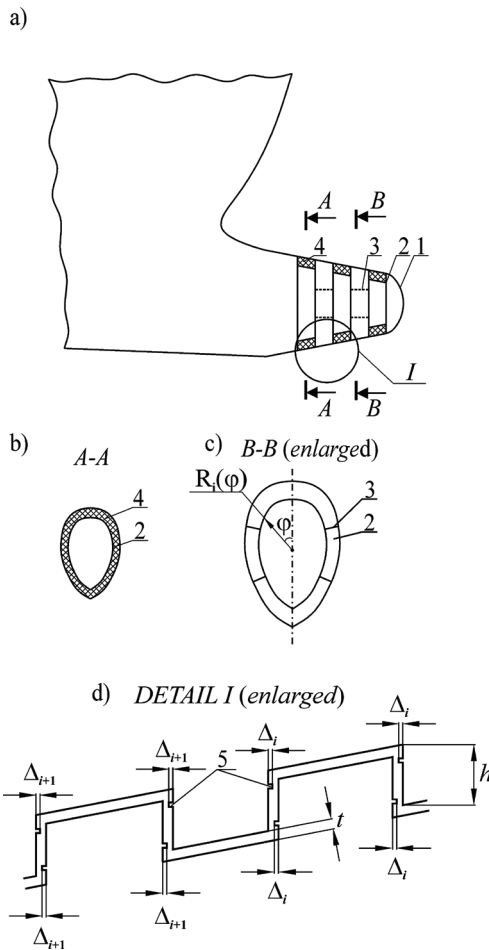 a)
A B
4 3 2 1
I
A B
b) c)
A-A B-B (enlarged)
Rᵢ(φ)
4 3
2 φ 2
d) DETAIL I (enlarged)
Δᵢ₊₁ Δᵢ₊₁ 5 Δᵢ Δᵢ
h
t
Δᵢ₊₁ Δᵢ₊₁ Δᵢ Δᵢ